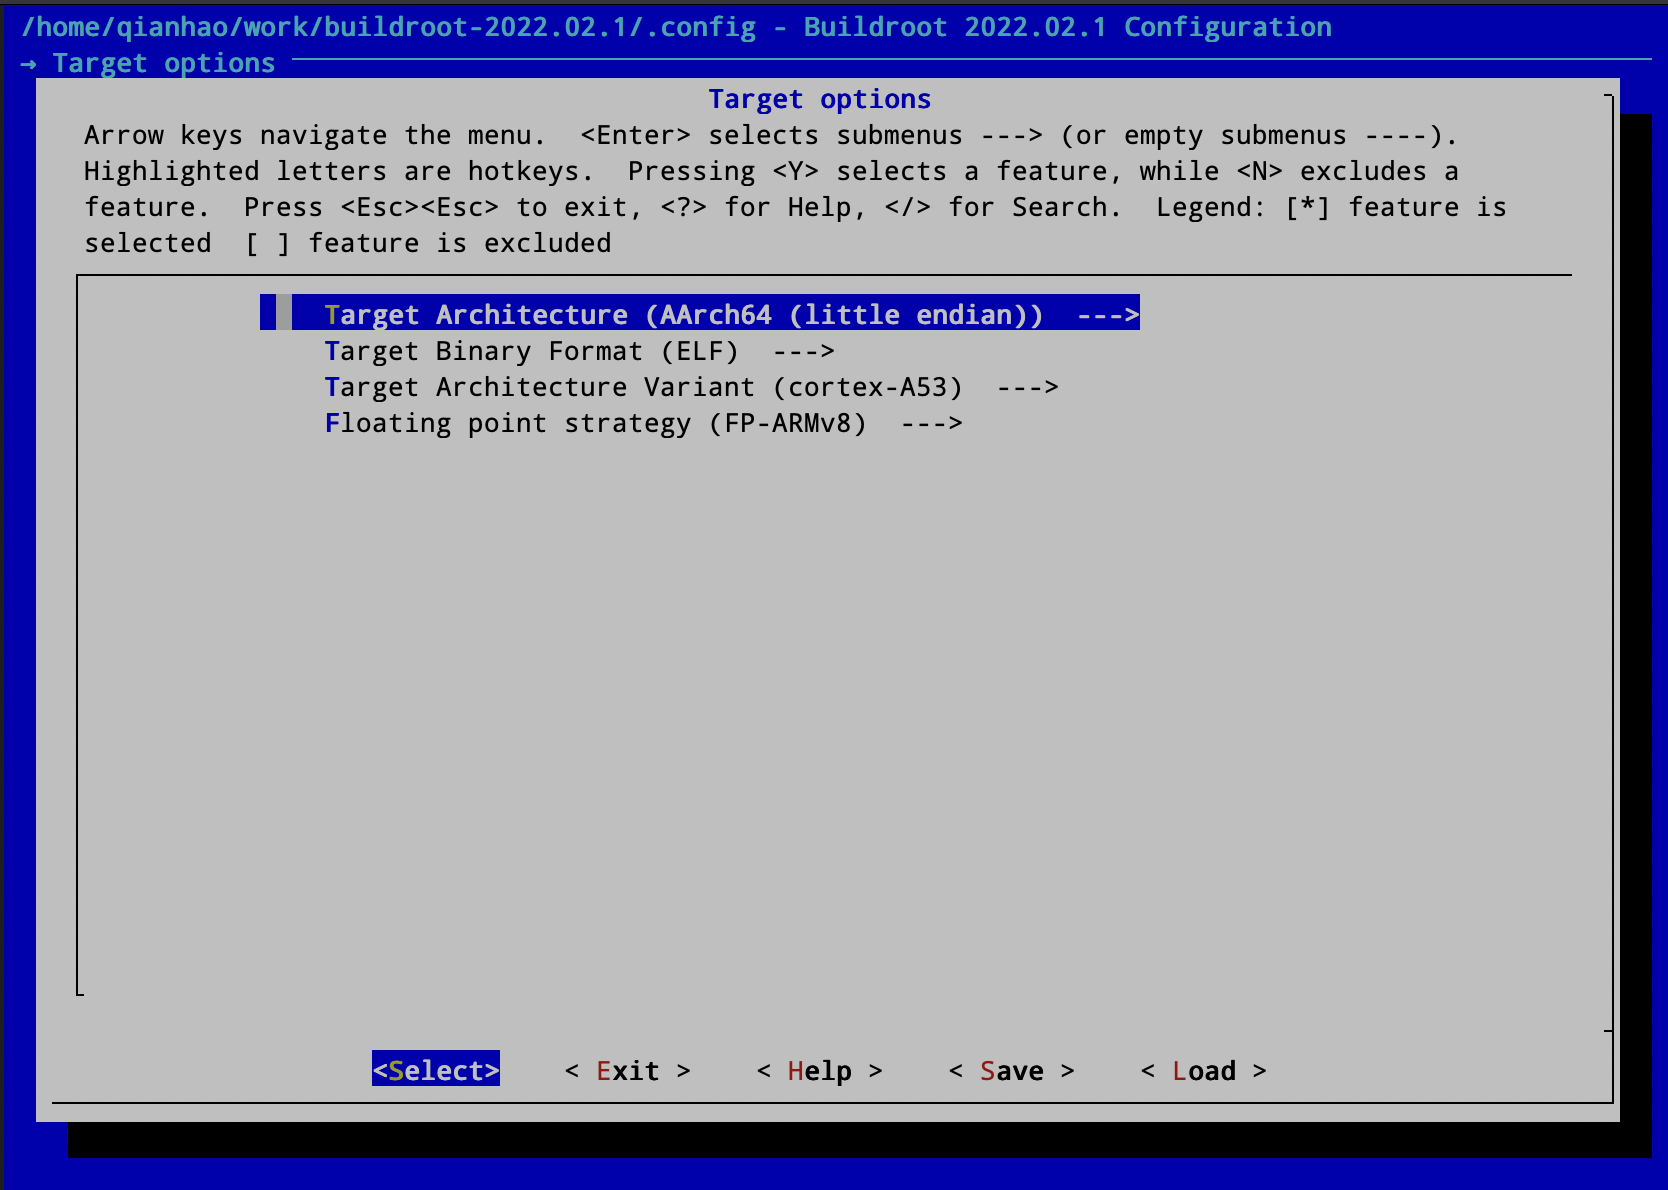 /home/qianhao/work/buildroot-2022.02.1/.config - Buildroot 2022.02.1 Configuration
→ Target options
Target options
Arrow keys navigate the menu.  <Enter> selects submenus ---> (or empty submenus ----).
Highlighted letters are hotkeys.  Pressing <Y> selects a feature, while <N> excludes a
feature.  Press <Esc><Esc> to exit, <?> for Help, </> for Search.  Legend: [*] feature is
selected  [ ] feature is excluded
Target Architecture (AArch64 (little endian))  --->
Target Binary Format (ELF)  --->
Target Architecture Variant (cortex-A53)  --->
Floating point strategy (FP-ARMv8)  --->
<Select>    < Exit >    < Help >    < Save >    < Load >